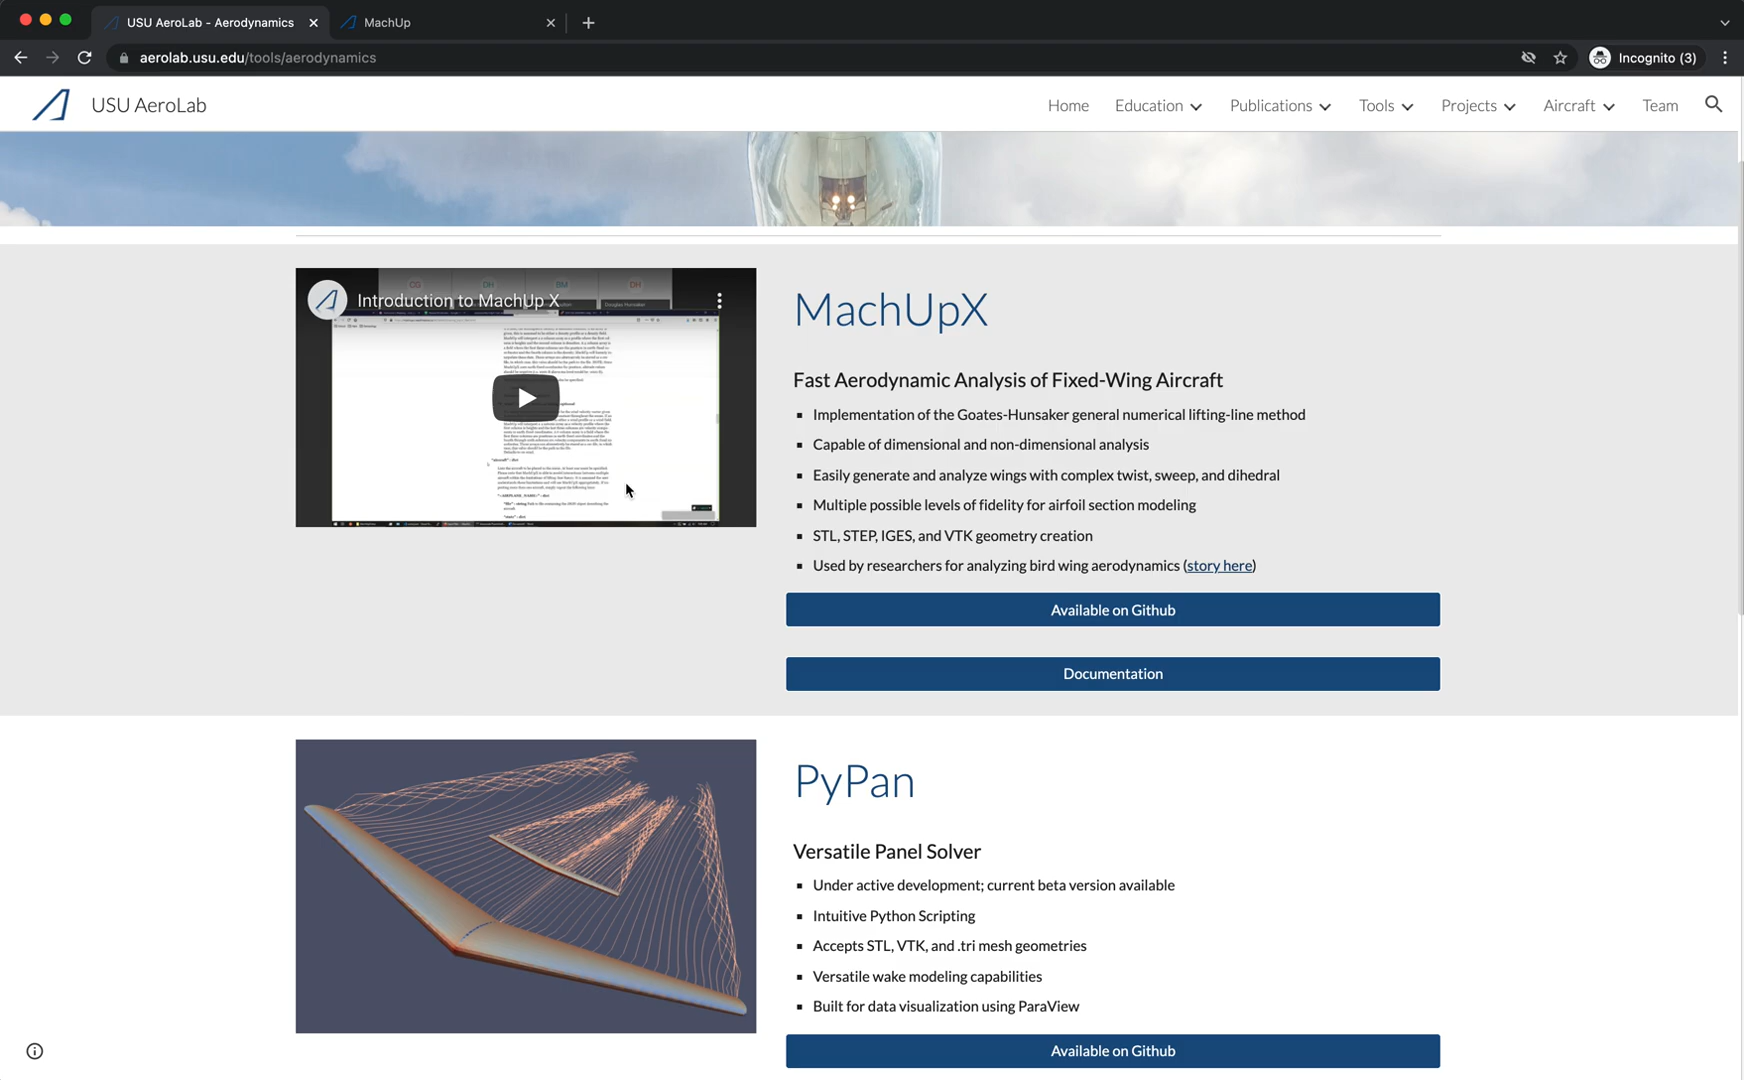 USU AeroLab - Aerodynamics
MachUp
aerolab.usu.edu/tools/aerodynamics
Incognito (3)
USU AeroLab
Home
Education
Publications
Tools
Projects
Aircraft
Team
Introduction to MachUp X
CG
DH
BM
DH
Douglas Hunsaker
MachUpX
Fast Aerodynamic Analysis of Fixed-Wing Aircraft
Implementation of the Goates-Hunsaker general numerical lifting-line method
Capable of dimensional and non-dimensional analysis
Easily generate and analyze wings with complex twist, sweep, and dihedral
Multiple possible levels of fidelity for airfoil section modeling
STL, STEP, IGES, and VTK geometry creation
Used by researchers for analyzing bird wing aerodynamics (story here)
Available on Github
Documentation
PyPan
Versatile Panel Solver
Under active development; current beta version available
Intuitive Python Scripting
Accepts STL, VTK, and .tri mesh geometries
Versatile wake modeling capabilities
Built for data visualization using ParaView
Available on Github